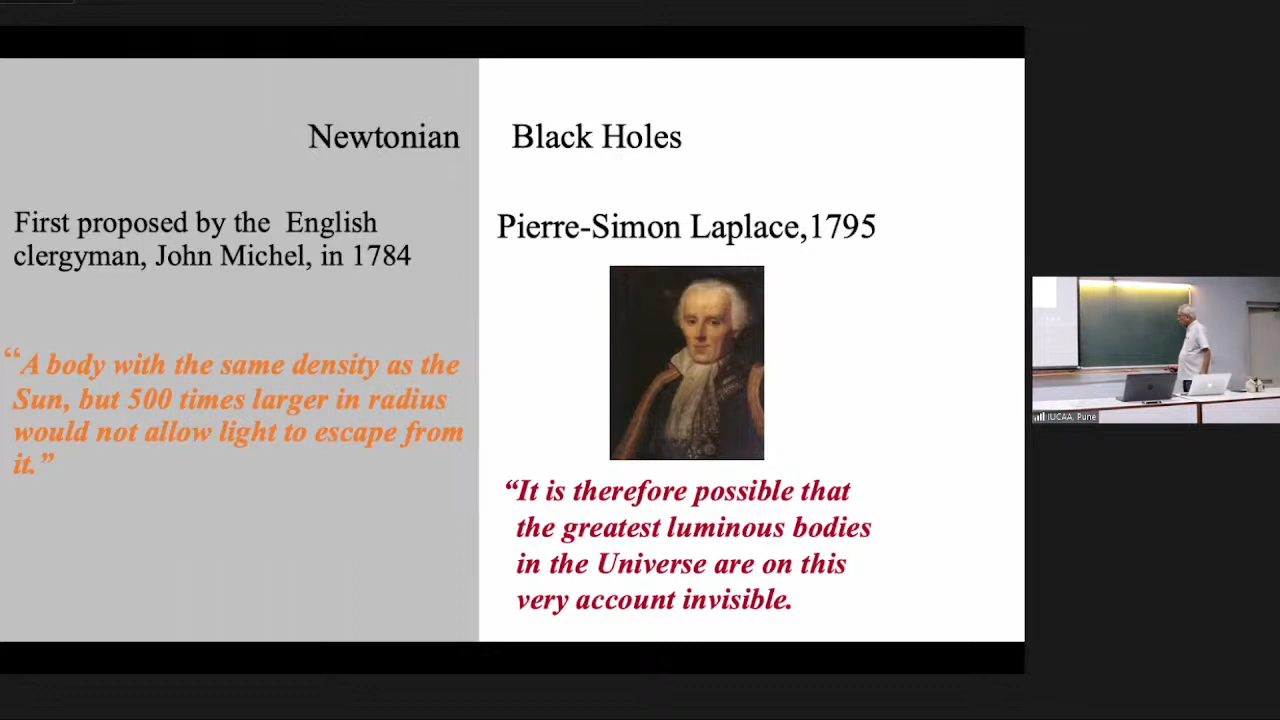 Newtonian Black Holes
First proposed by the English
clergyman, John Michel, in 1784
“A body with the same density as the
Sun, but 500 times larger in radius
would not allow light to escape from
it.”
Pierre-Simon Laplace,1795
“It is therefore possible that
the greatest luminous bodies
in the Universe are on this
very account invisible.
IUCAA, Pune